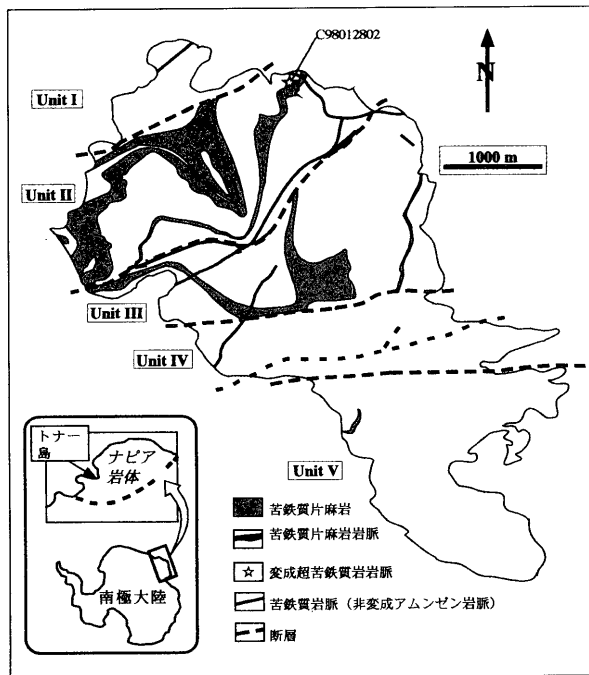 C98012802
N
Unit I
1000 m
Unit II
Unit III
Unit IV
Unit V
トナー
島
ナピア
岩体
南極大陸
苦鉄質片麻岩
苦鉄質片麻岩岩脈
変成超苦鉄質岩岩脈
苦鉄質岩脈（非変成アムンゼン岩脈）
断層